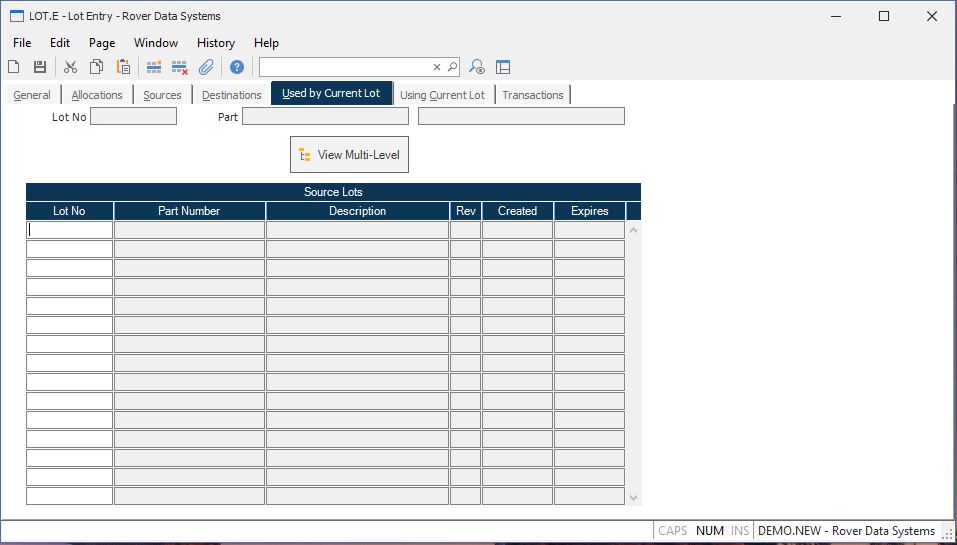 LOT.E - Lot Entry - Rover Data Systems
File Edit Page Window History Help
General Allocations Sources Destinations Used by Current Lot Using Current Lot Transactions
Lot No Part
View Multi-Level
Source Lots
Lot No Part Number Description Rev Created Expires
CAPS NUM INS DEMO.NEW - Rover Data Systems